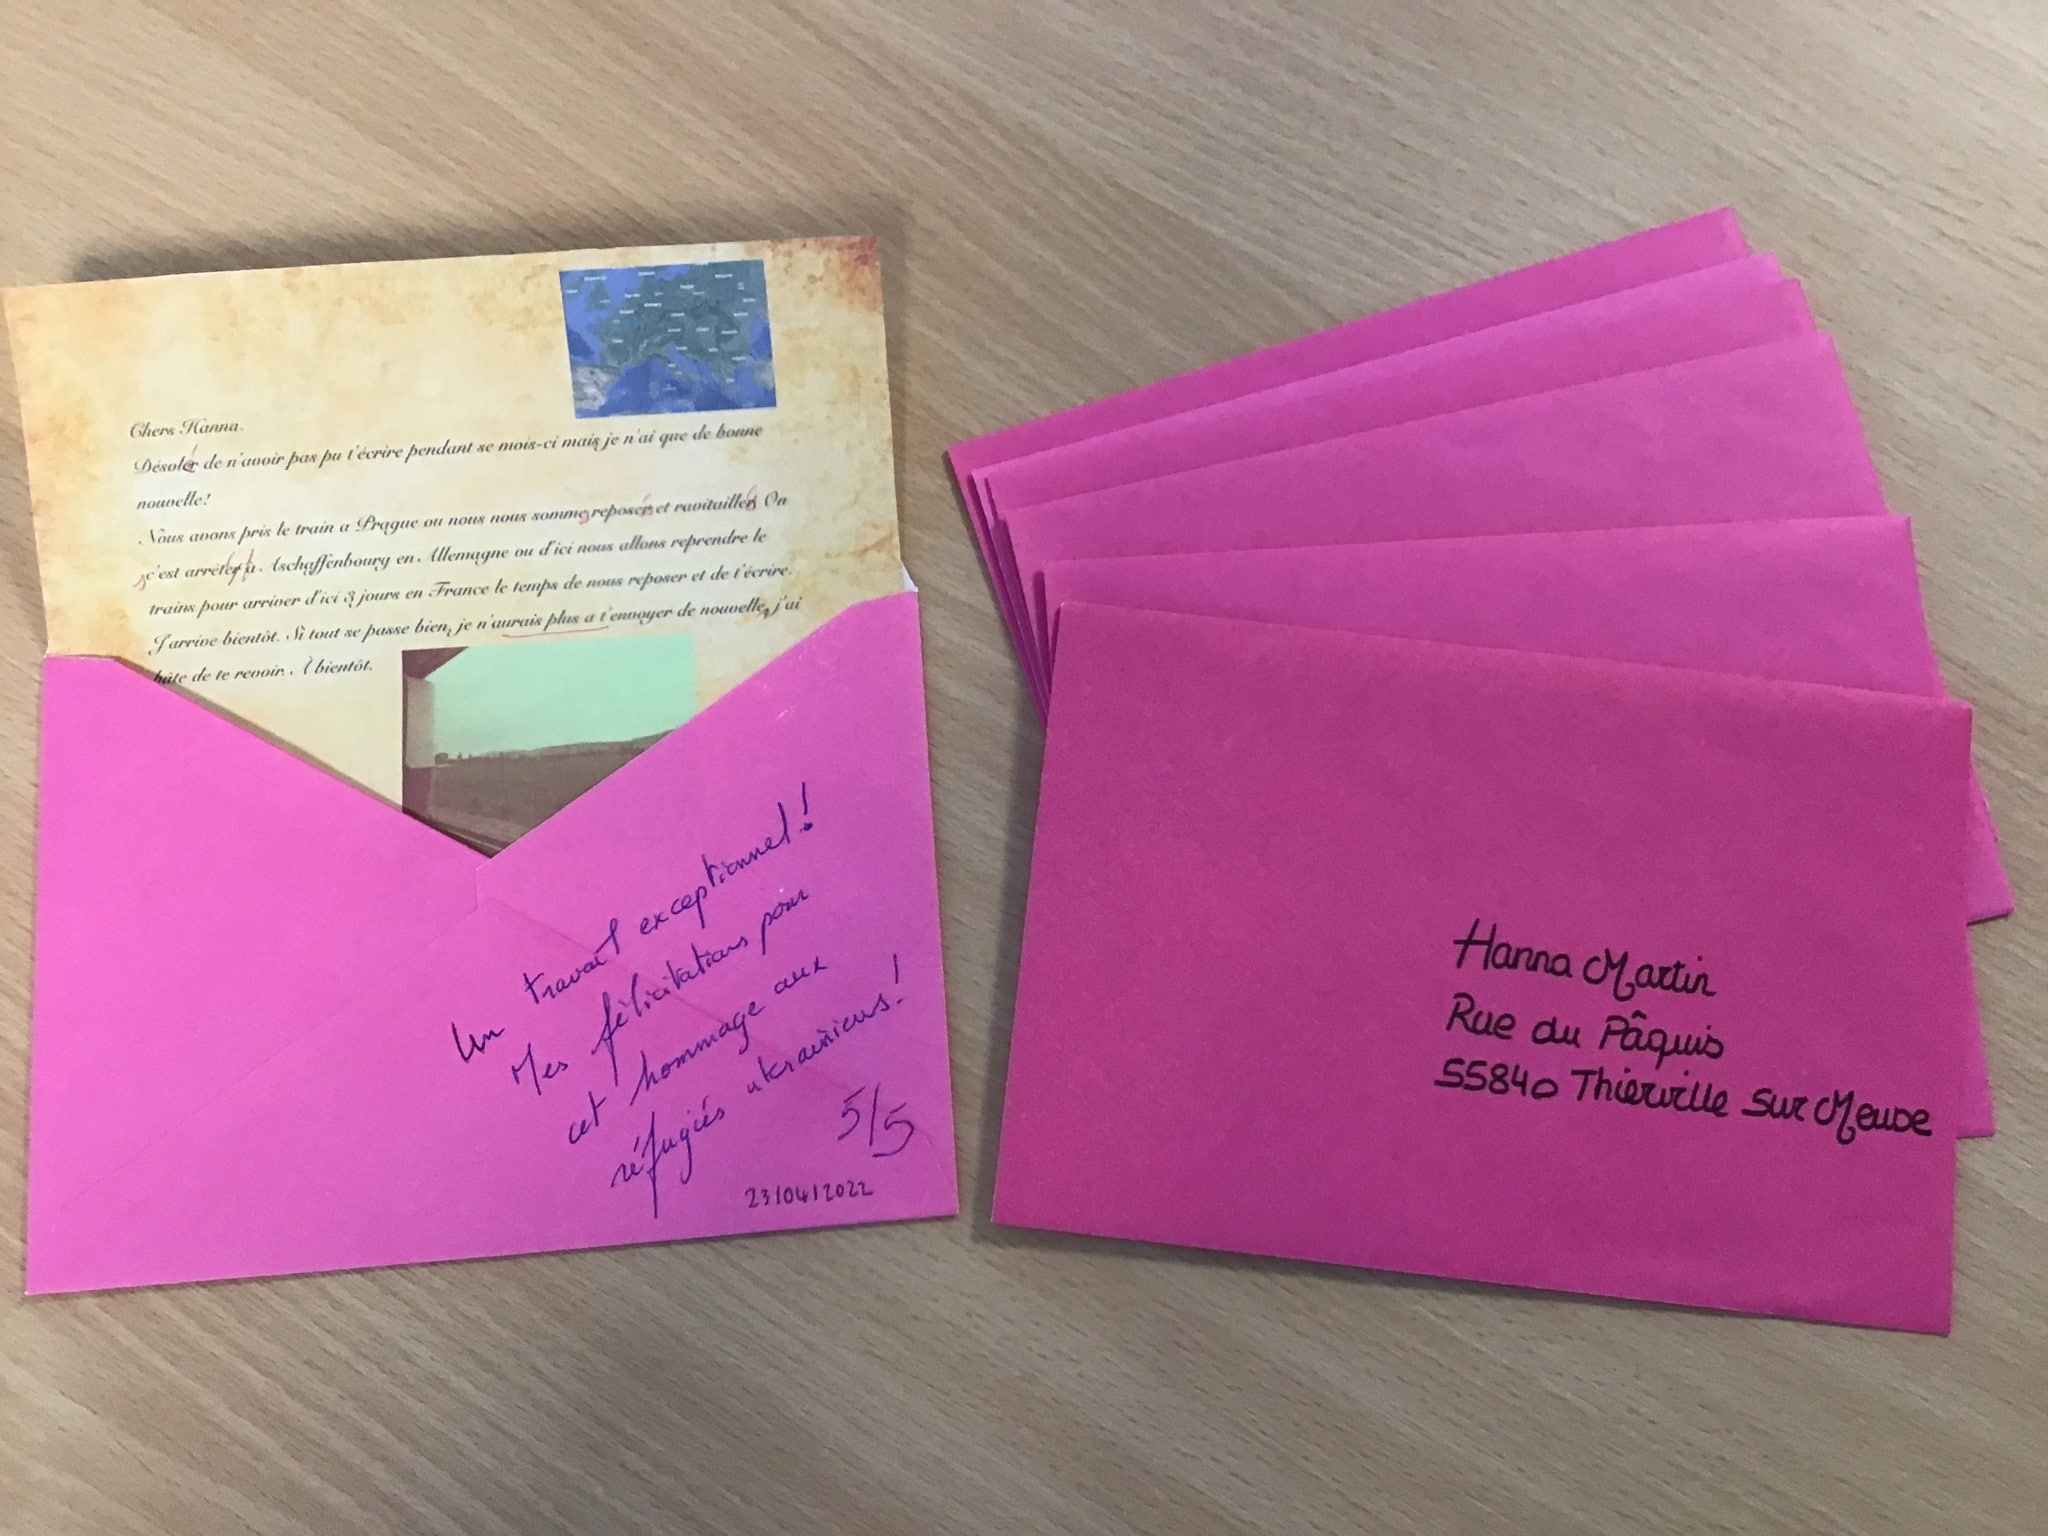 Chers Hanna.
Désoler de n'avoir pas pu t'écrire pendant se mois-ci mais je n'ai que de bonne
nouvelle!
Nous avons pris le train a Prague ou nous nous somme reposer et ravitailler On
c'est arrêter a Aschaffenbourg en Allemagne ou d'ici nous allons reprendre le
trains pour arriver d'ici 3 jours en France le temps de nous reposer et de t'écrire.
J'arrive bientôt. Si tout se passe bien, je n'aurais plus a t'envoyer de nouvelle, j'ai
hâte de te revoir. À bientôt.
Un travail exceptionnel!
Mes félicitations pour
cet hommage aux
réfugiés ukrainiens!
5/5
23/04/2022
Hanna Martin
Rue du Pâquis
55840 Thierville Sur Meuse